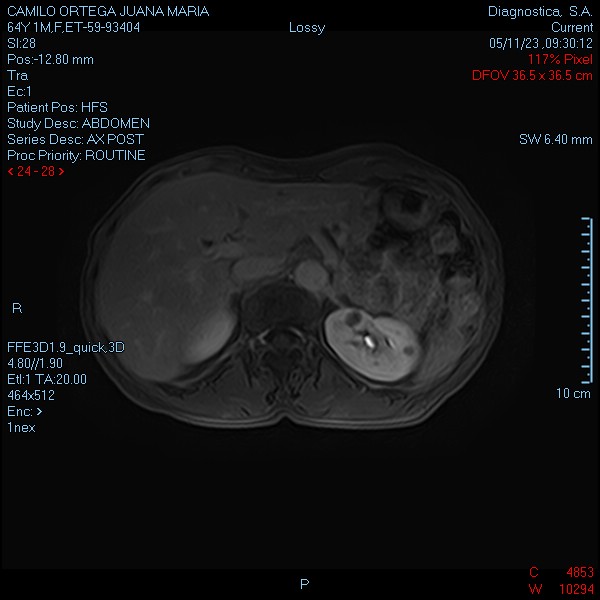 CAMILO ORTEGA JUANA MARIA
64Y 1M,F,ET-59-93404
Sl:28
Pos:-12.80 mm
Tra
Ec:1
Patient Pos: HFS
Study Desc: ABDOMEN
Series Desc: AX POST
Proc Priority: ROUTINE
< 24 - 28 >
Lossy
Diagnostica, S.A.
Current
05/11/23 ,09:30:12
117% Pixel
DFOV 36.5 x 36.5 cm
SW 6.40 mm
R
FFE3D1.9_quick,3D
4.80//1.90
Etl:1 TA:20.00
464x512
Enc: >
1nex
10 cm
P
C 4853
W 10294